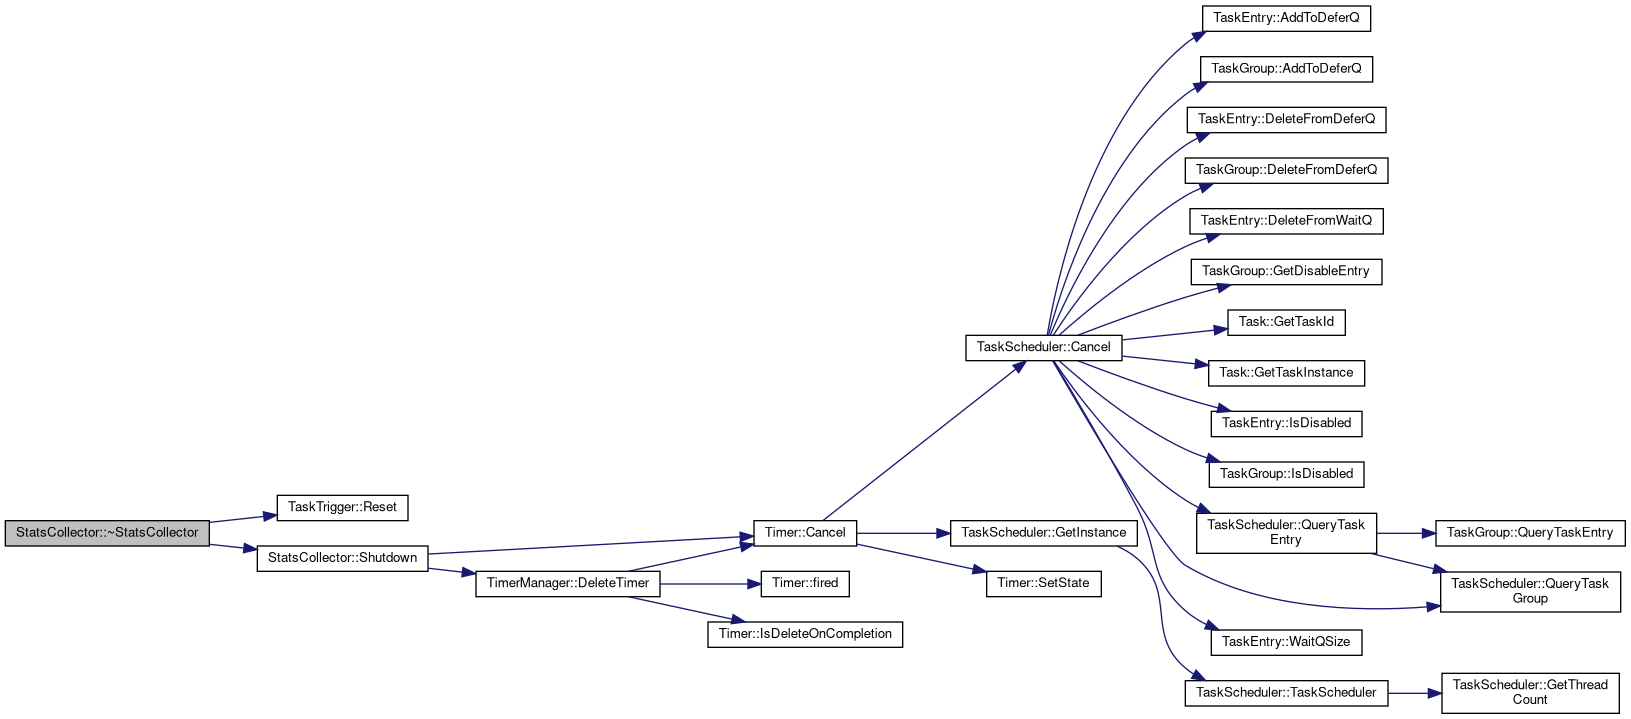 StatsCollector::~StatsCollector
TaskTrigger::Reset
StatsCollector::Shutdown
TimerManager::DeleteTimer
Timer::Cancel
Timer::fired
Timer::IsDeleteOnCompletion
TaskScheduler::Cancel
TaskScheduler::GetInstance
Timer::SetState
TaskEntry::AddToDeferQ
TaskGroup::AddToDeferQ
TaskEntry::DeleteFromDeferQ
TaskGroup::DeleteFromDeferQ
TaskEntry::DeleteFromWaitQ
TaskGroup::GetDisableEntry
Task::GetTaskId
Task::GetTaskInstance
TaskEntry::IsDisabled
TaskGroup::IsDisabled
TaskScheduler::QueryTask
Entry
TaskEntry::WaitQSize
TaskScheduler::TaskScheduler
TaskGroup::QueryTaskEntry
TaskScheduler::QueryTask
Group
TaskScheduler::GetThread
Count